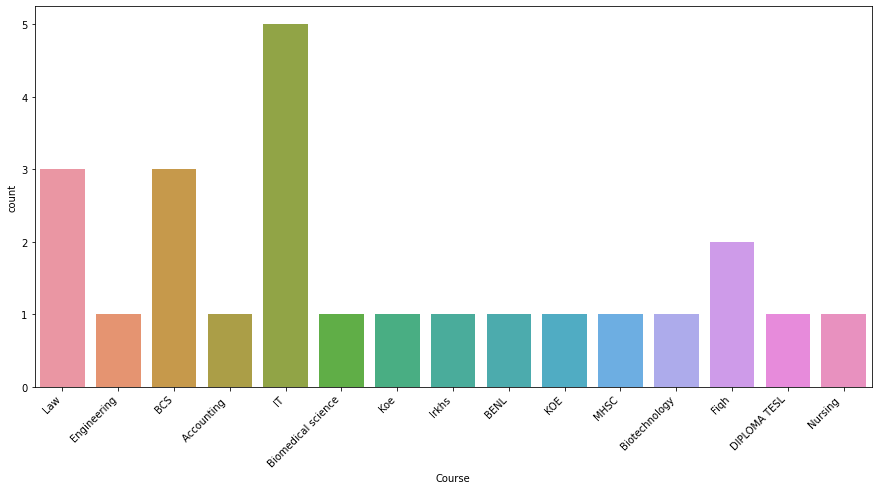 5
4
3
2
1
0
count
Law
Engineering
BCS
Accounting
IT
Biomedical science
Koe
Irkhs
BENL
KOE
MHSC
Biotechnology
Fiqh
DIPLOMA TESL
Nursing
Course